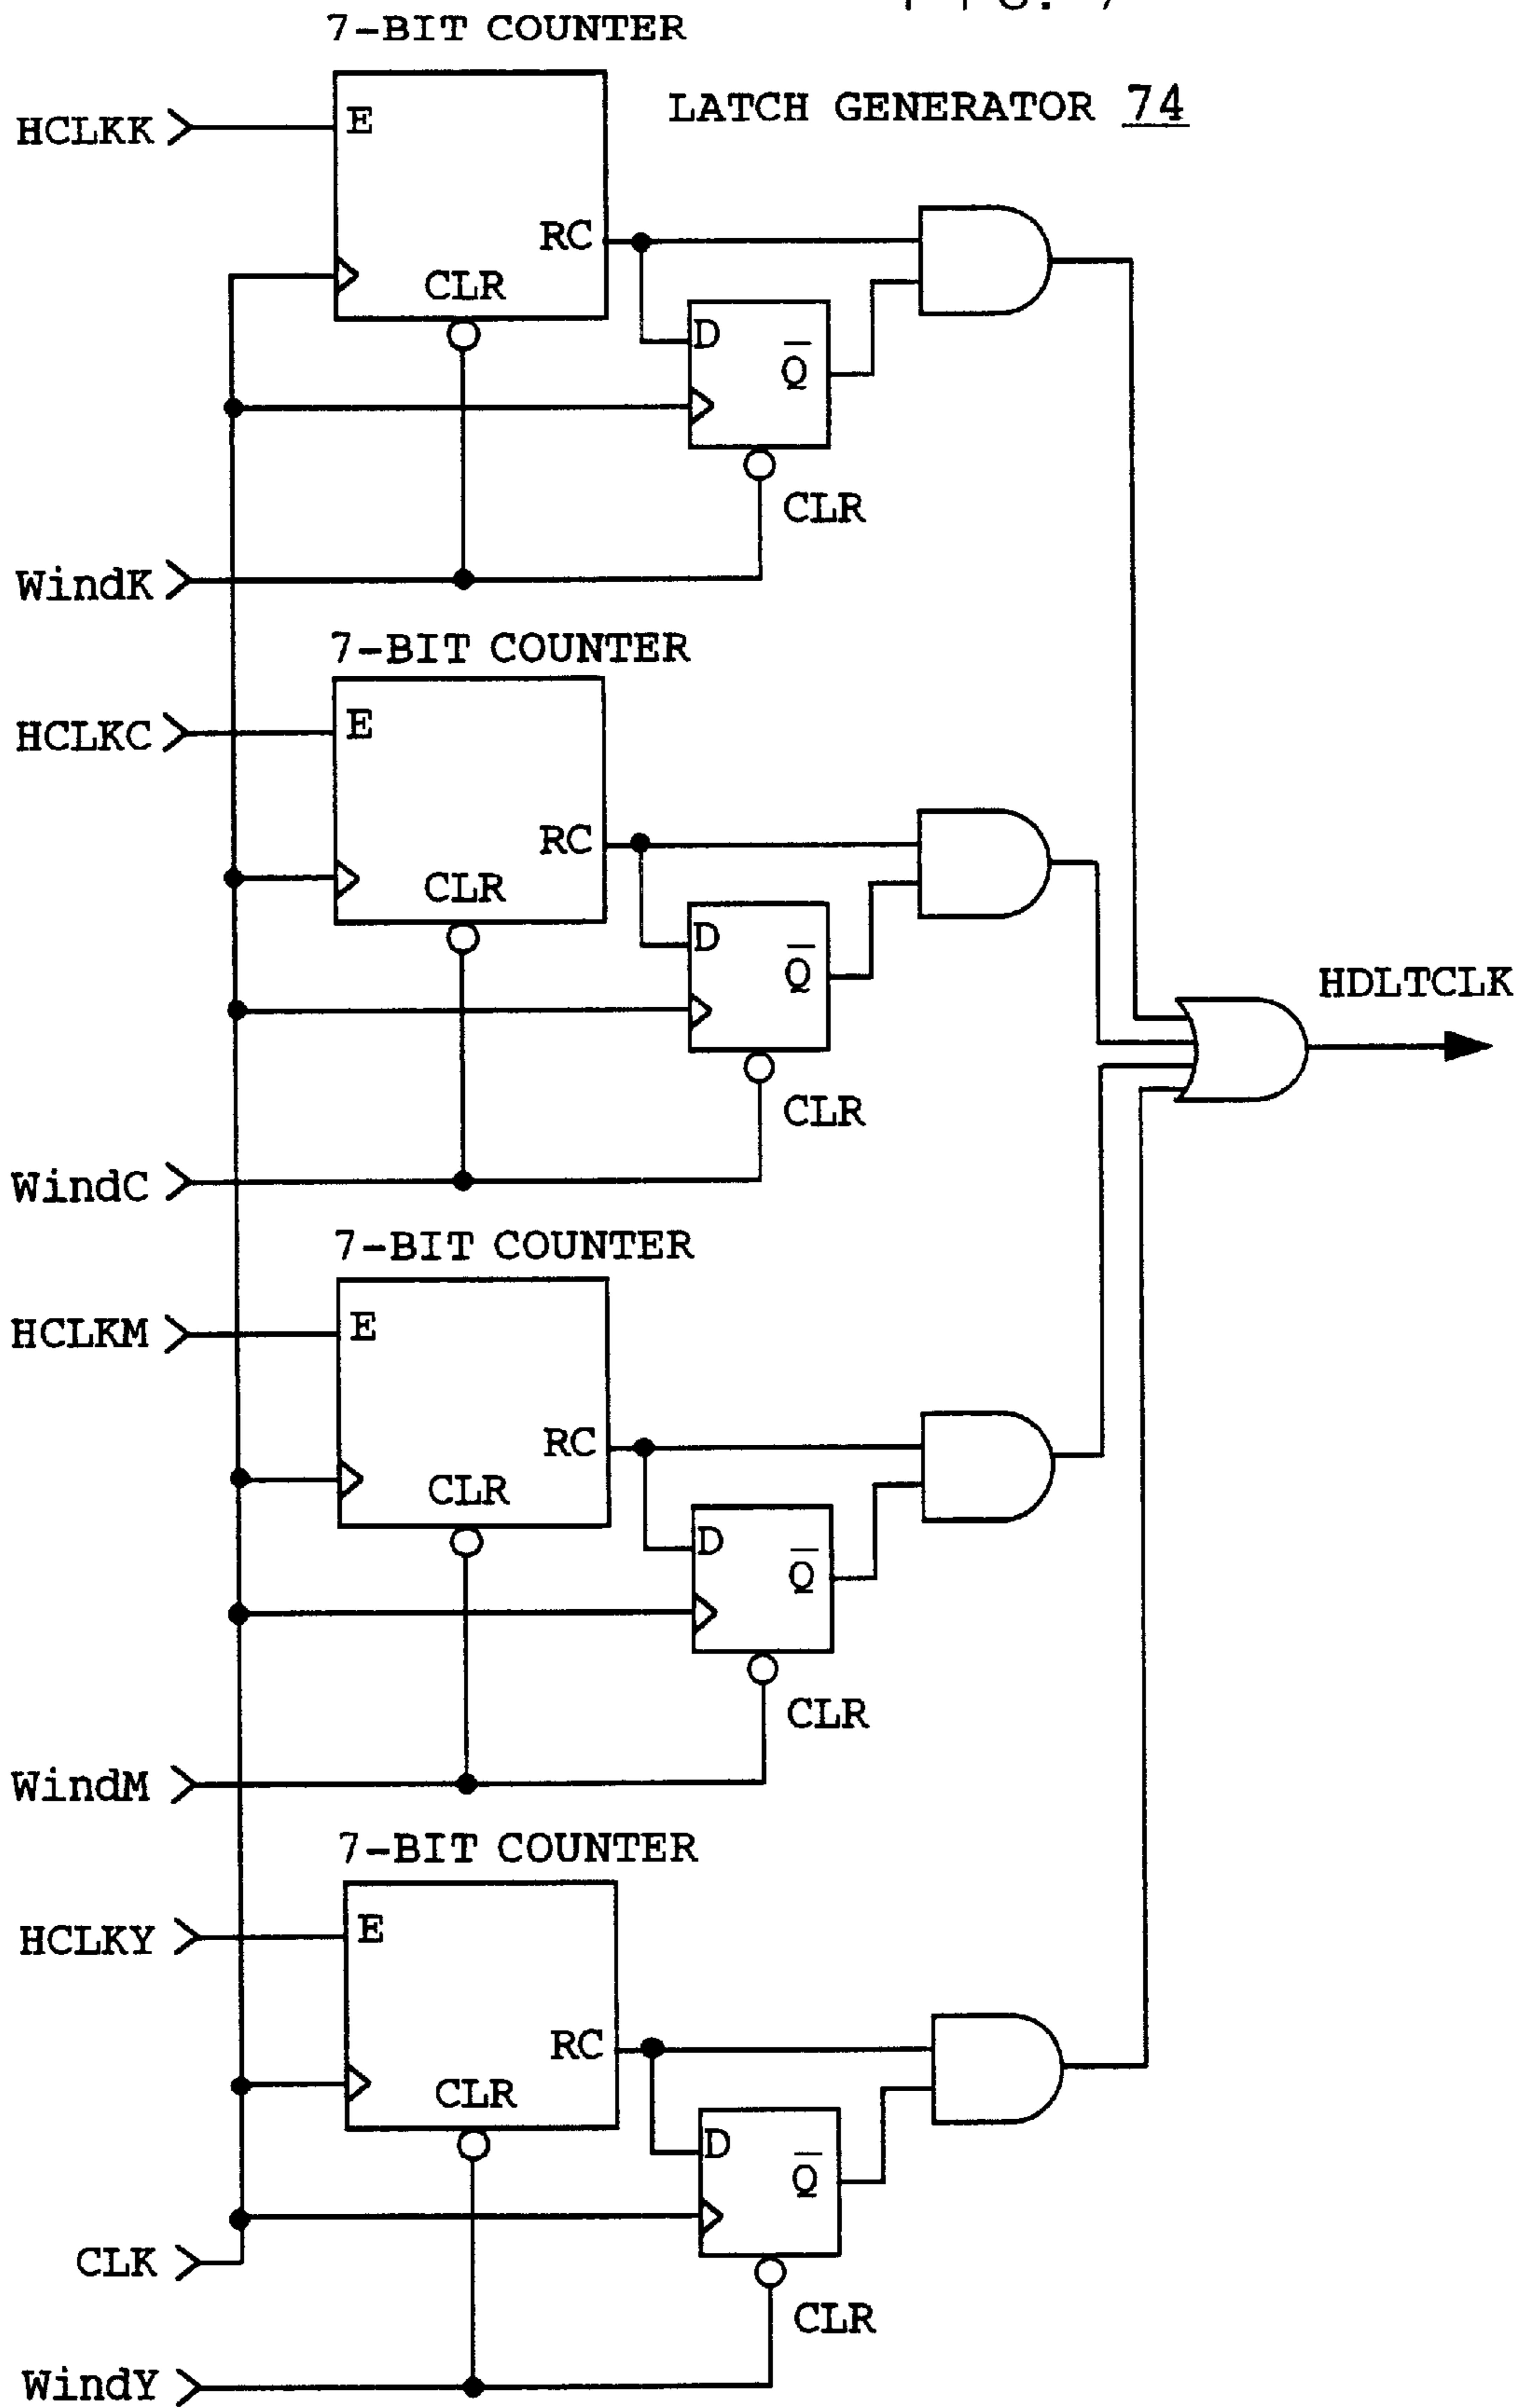 7-BIT COUNTER
LATCH GENERATOR 74
HCLKK
E
RC
CLR
D
Q̅
CLR
WindK
7-BIT COUNTER
HCLKC
E
RC
CLR
D
Q̅
CLR
HDLTCLK
WindC
7-BIT COUNTER
HCLKM
E
RC
CLR
D
Q̅
CLR
WindM
7-BIT COUNTER
HCLKY
E
RC
CLR
D
Q̅
CLK
CLR
WindY